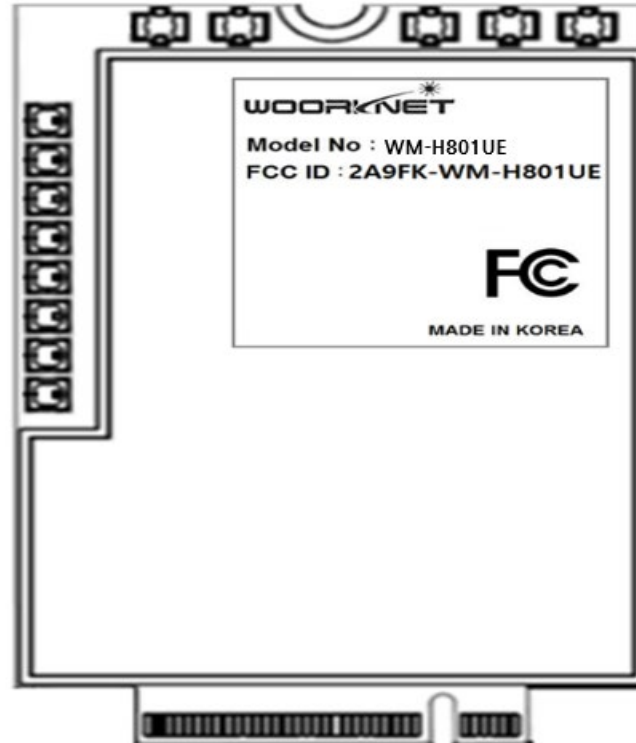 WOORKNET
Model No : WM-H801UE
FCC ID : 2A9FK-WM-H801UE
FC
MADE IN KOREA